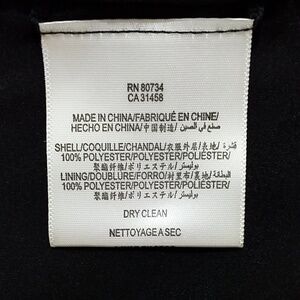 RN 80734
CA 31458
MADE IN CHINA/FABRIQUÉ EN CHINE/
HECHO EN CHINA/中国制造/ صنع في الصين
SHELL/COQUILLE/CHANDAL/衣服外层/表地/
100% POLYESTER/POLYESTER/POLIÉSTER/
聚酯纤维/ポリエステル/ بوليستر
LINING/DOUBLURE/FORRO/衬里布/裏地/ البطانة
100% POLYESTER/POLYESTER/POLIÉSTER/
聚酯纤维/ポリエステル/ بوليستر
DRY CLEAN
NETTOYAGE A SEC